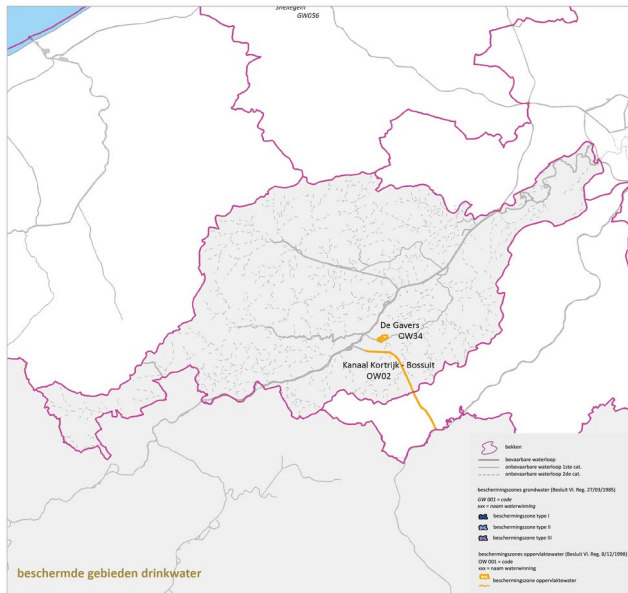 Snellegem
GW056
De Gavers
OW34
Kanaal Kortrijk - Bossuit
OW02
bekken
bevaarbare waterloop
onbevaarbare waterloop 1ste cat.
onbevaarbare waterloop 2de cat.
beschermingszones grondwater (Besluit Vl. Reg. 27/03/1985)
GW 001 = code
xxx = naam waterwinning
beschermingszone type I
beschermingszone type II
beschermingszone type III
beschermingszones oppervlaktewater (Besluit Vl. Reg. 8/12/1998)
OW 001 = code
xxx = naam waterwinning
beschermingszone oppervlaktewater
beschermde gebieden drinkwater